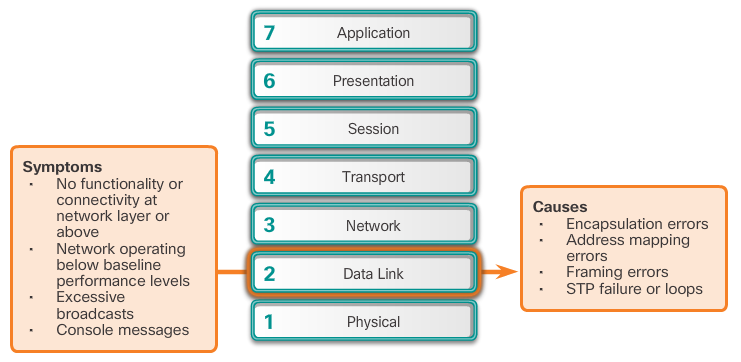 7 Application
6 Presentation
5 Session
4 Transport
3 Network
2 Data Link
1 Physical
Symptoms
▪ No functionality or
connectivity at
network layer or
above
▪ Network operating
below baseline
performance levels
▪ Excessive
broadcasts
▪ Console messages
Causes
▪ Encapsulation errors
▪ Address mapping
errors
▪ Framing errors
▪ STP failure or loops